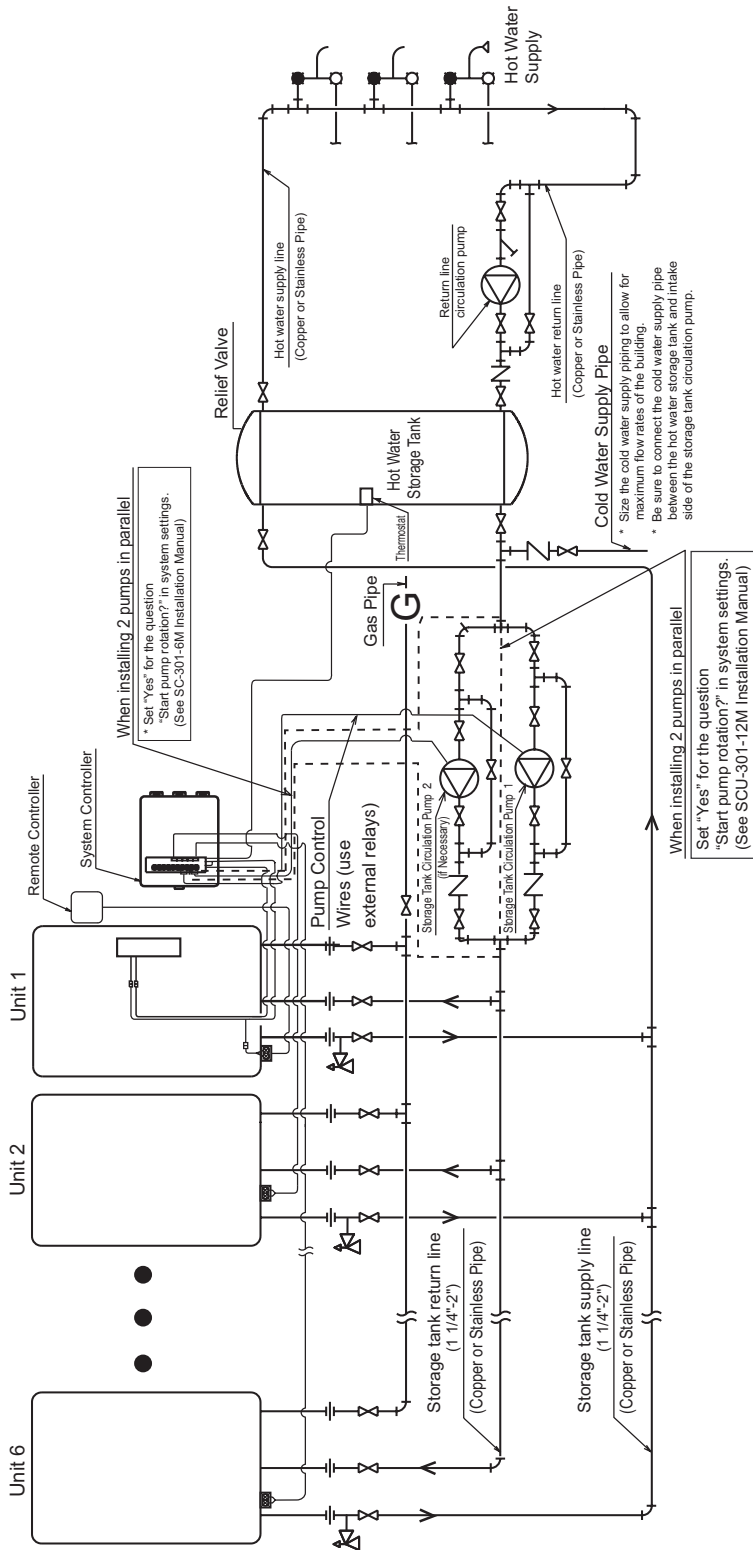 Unit 6
Unit 2
Unit 1
Remote Controller
System Controller
When installing 2 pumps in parallel
* Set “Yes” for the question
“Start pump rotation?” in system settings.
(See SC-301-6M Installation Manual)
Relief Valve
Hot water supply line
(Copper or Stainless Pipe)
Hot Water
Supply
Pump Control
Wires (use
external relays)
Gas Pipe
G
Thermostat
Hot Water
Storage Tank
Return line
circulation pump
Hot water return line
(Copper or Stainless Pipe)
Storage Tank Circulation Pump 2
(if Necessary)
Storage Tank Circulation Pump 1
Cold Water Supply Pipe
* Size the cold water supply piping to allow for
maximum flow rates of the building.
* Be sure to connect the cold water supply pipe
between the hot water storage tank and intake
side of the storage tank circulation pump.
Storage tank return line
(1 1/4"-2")
(Copper or Stainless Pipe)
Storage tank supply line
(1 1/4"-2")
(Copper or Stainless Pipe)
When installing 2 pumps in parallel
Set “Yes” for the question
“Start pump rotation?” in system settings.
(See SCU-301-12M Installation Manual)